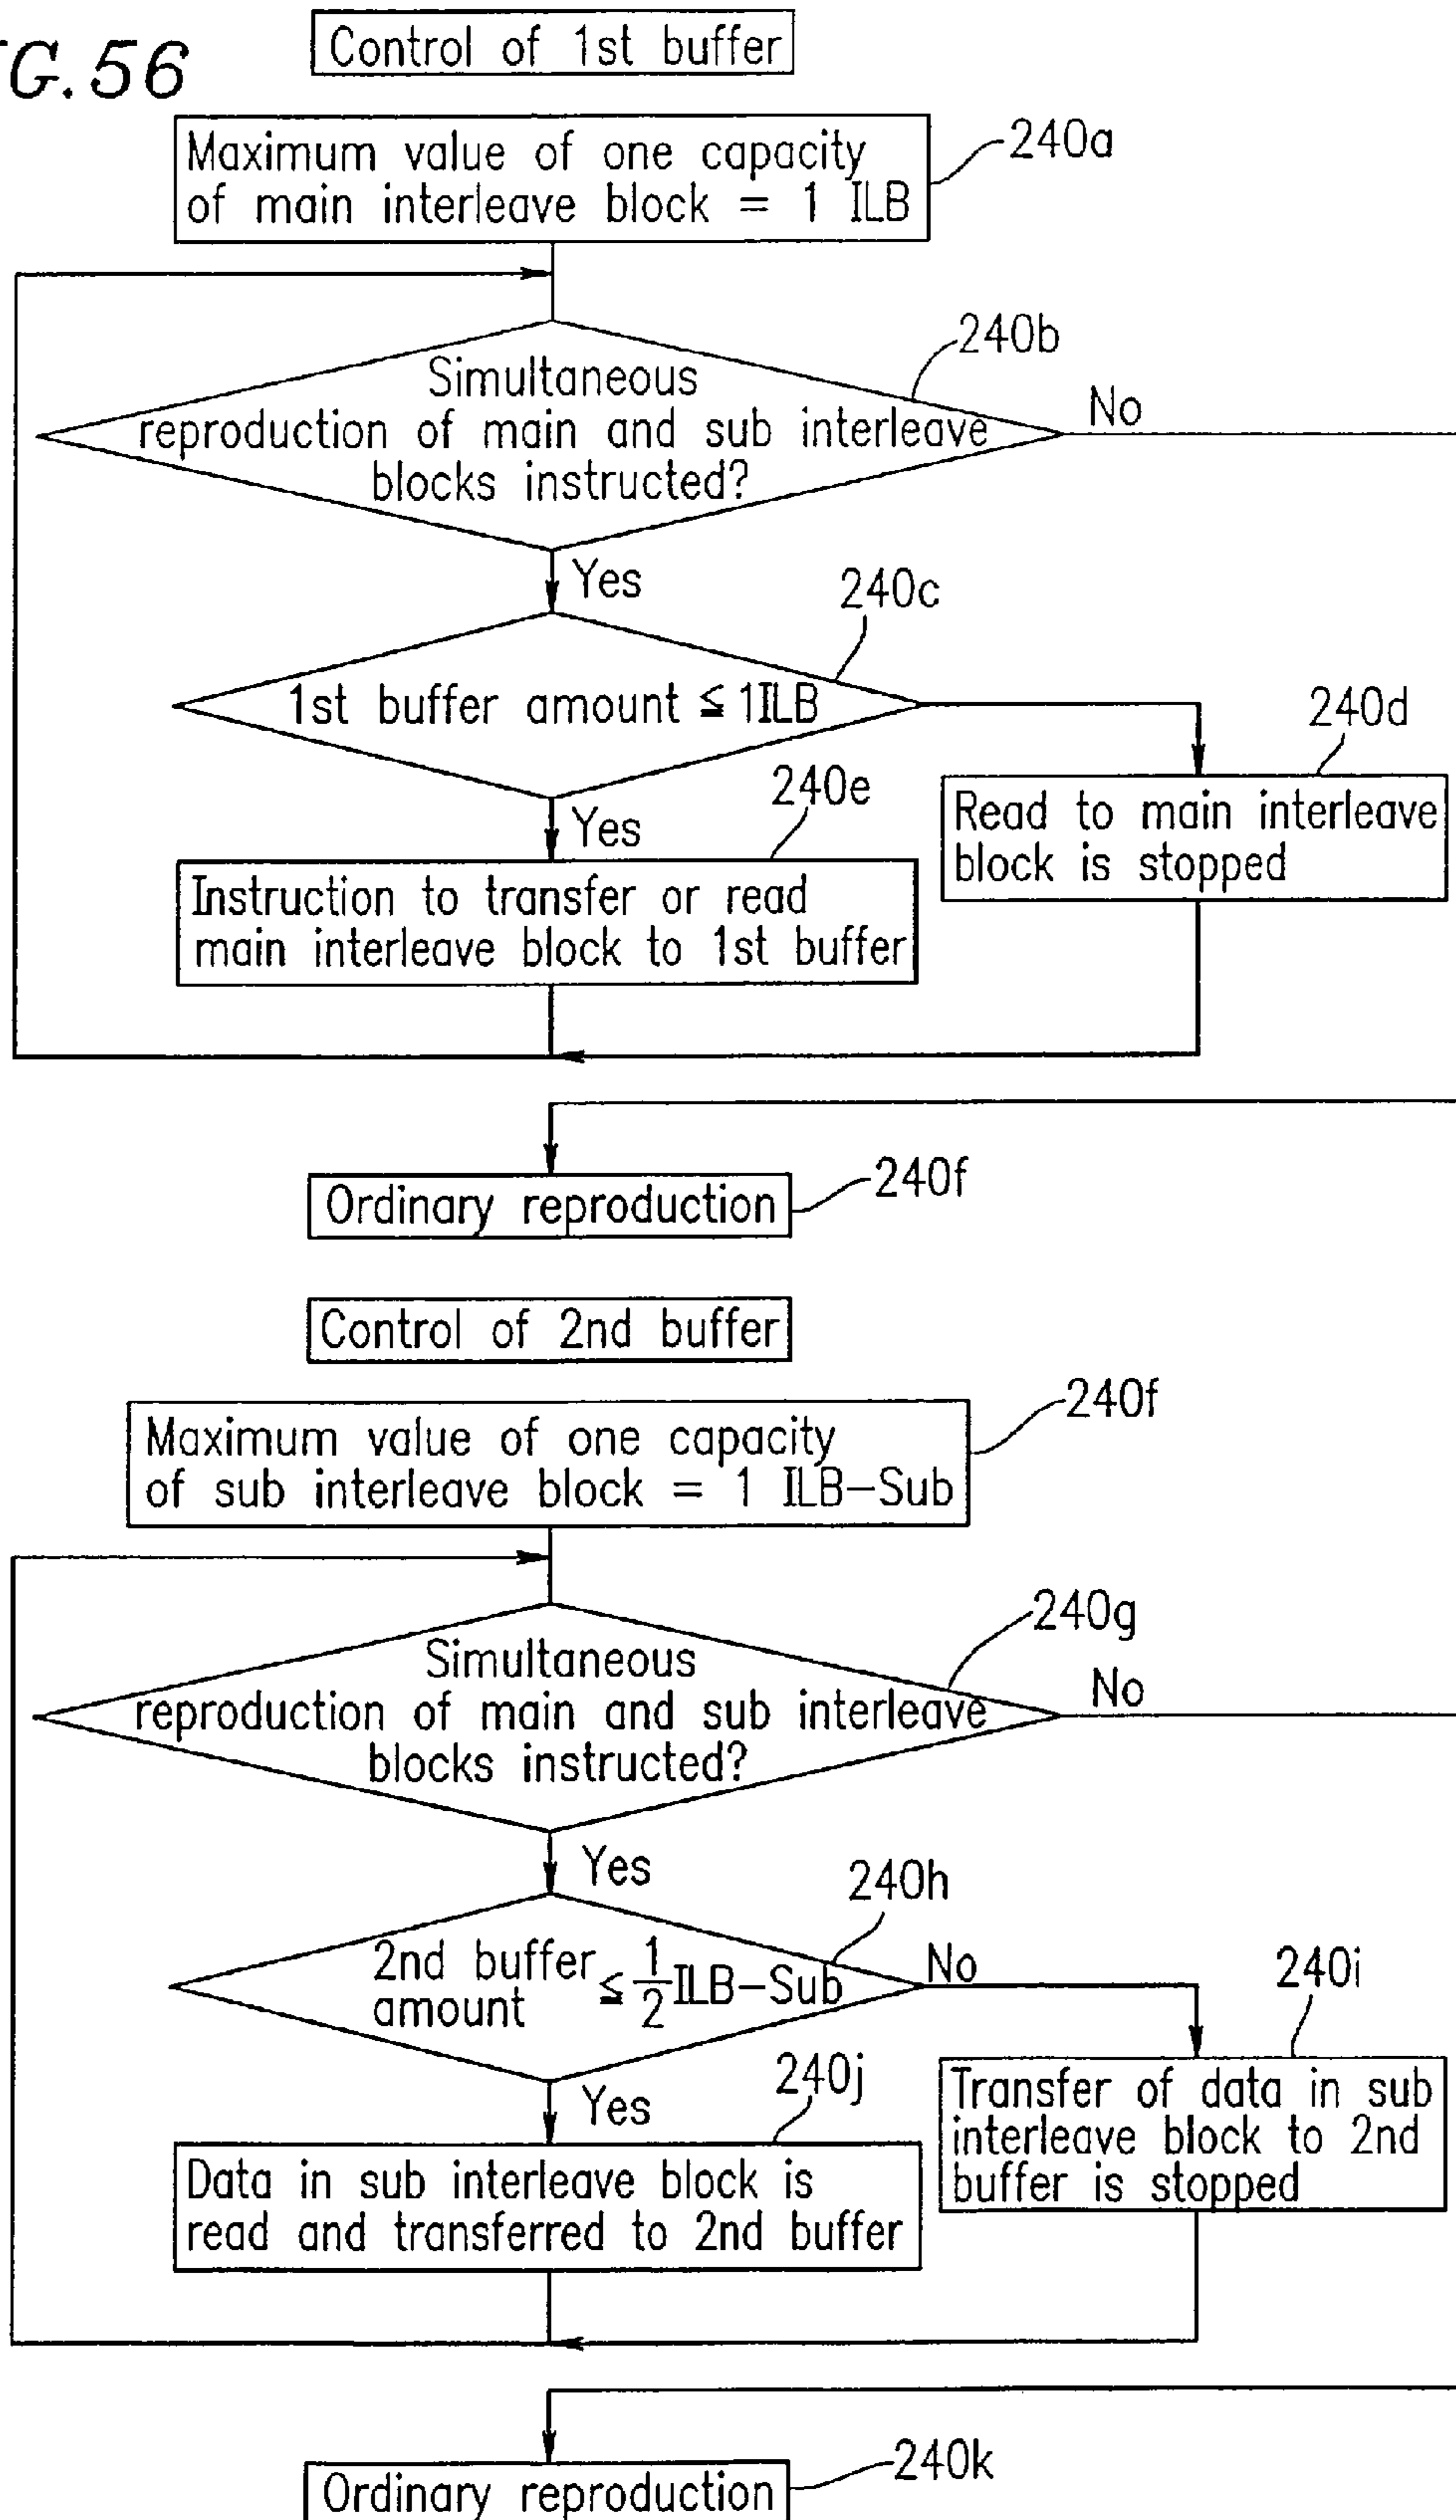 G.56
Control of 1st buffer
Maximum value of one capacity
of main interleave block = 1 ILB
240a
Simultaneous
reproduction of main and sub interleave
blocks instructed?
240b
No
Yes
240c
1st buffer amount ≦ 1ILB
240d
Read to main interleave
block is stopped
240e
Yes
Instruction to transfer or read
main interleave block to 1st buffer
Ordinary reproduction
240f
Control of 2nd buffer
240f
Maximum value of one capacity
of sub interleave block = 1 ILB-Sub
240g
Simultaneous
reproduction of main and sub interleave
blocks instructed?
No
Yes
240h
2nd buffer
amount ≦ 1/2 ILB-Sub
No
240i
Transfer of data in sub
interleave block to 2nd
buffer is stopped
240j
Yes
Data in sub interleave block is
read and transferred to 2nd buffer
240k
Ordinary reproduction